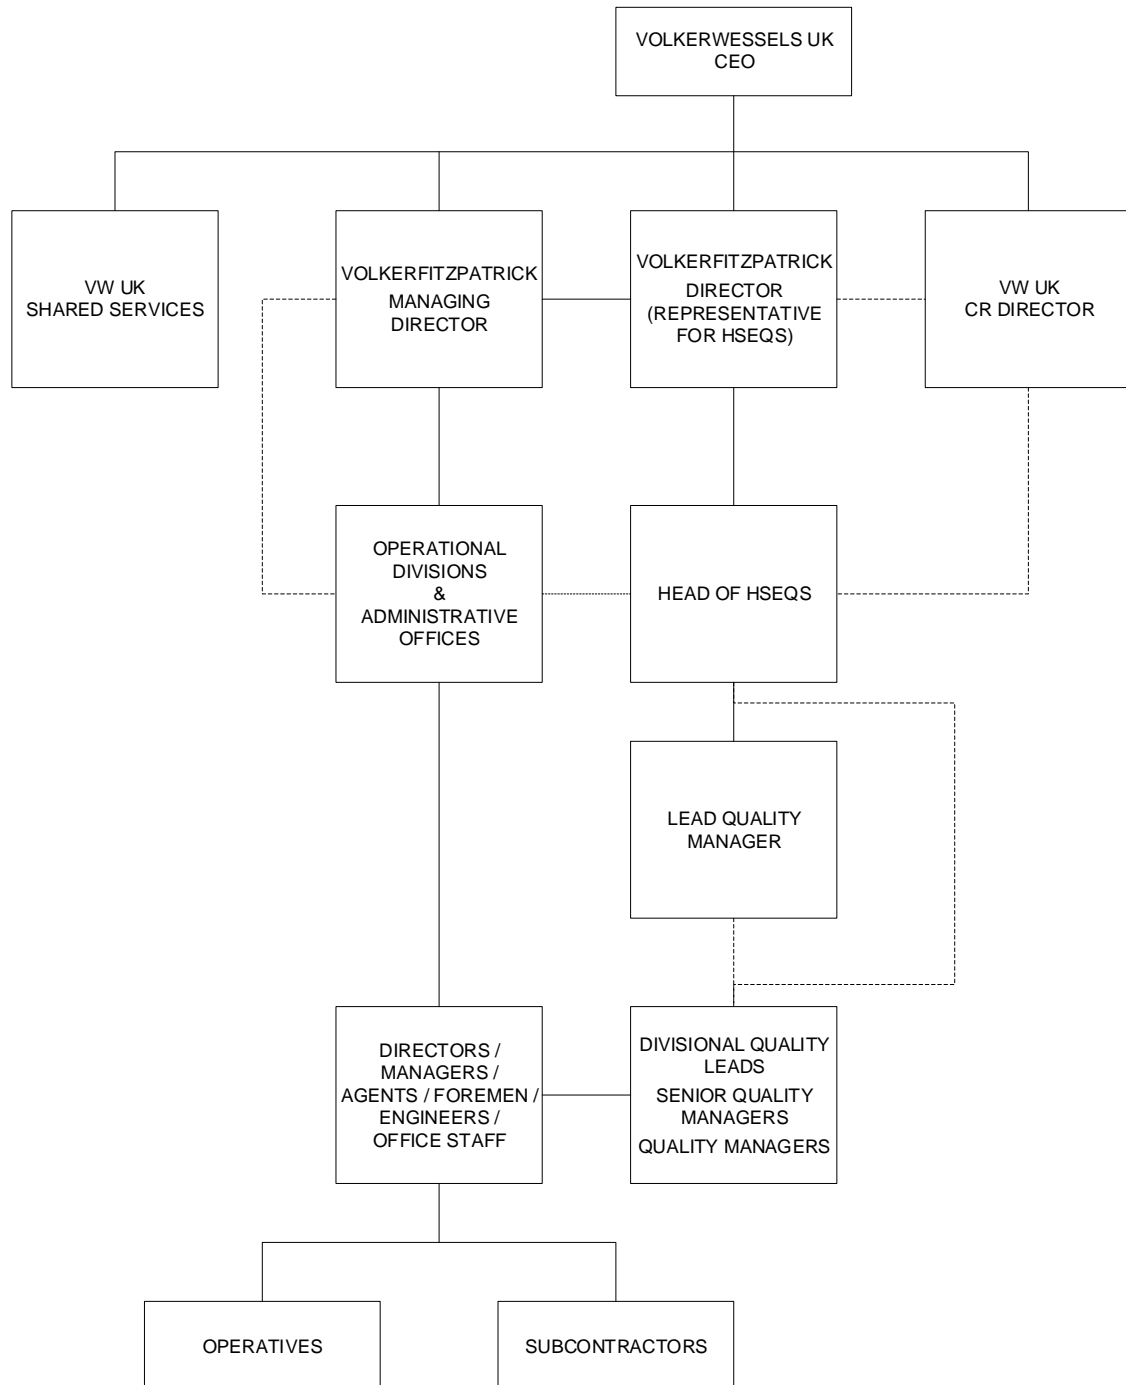 VOLKERWESSELS UK
CEO
VW UK
SHARED SERVICES
VOLKERFITZPATRICK
MANAGING
DIRECTOR
VOLKERFITZPATRICK
DIRECTOR
(REPRESENTATIVE
FOR HSEQS)
VW UK
CR DIRECTOR
OPERATIONAL
DIVISIONS
&
ADMINISTRATIVE
OFFICES
HEAD OF HSEQS
LEAD QUALITY
MANAGER
DIRECTORS /
MANAGERS /
AGENTS / FOREMEN /
ENGINEERS /
OFFICE STAFF
DIVISIONAL QUALITY
LEADS
SENIOR QUALITY
MANAGERS
QUALITY MANAGERS
OPERATIVES
SUBCONTRACTORS